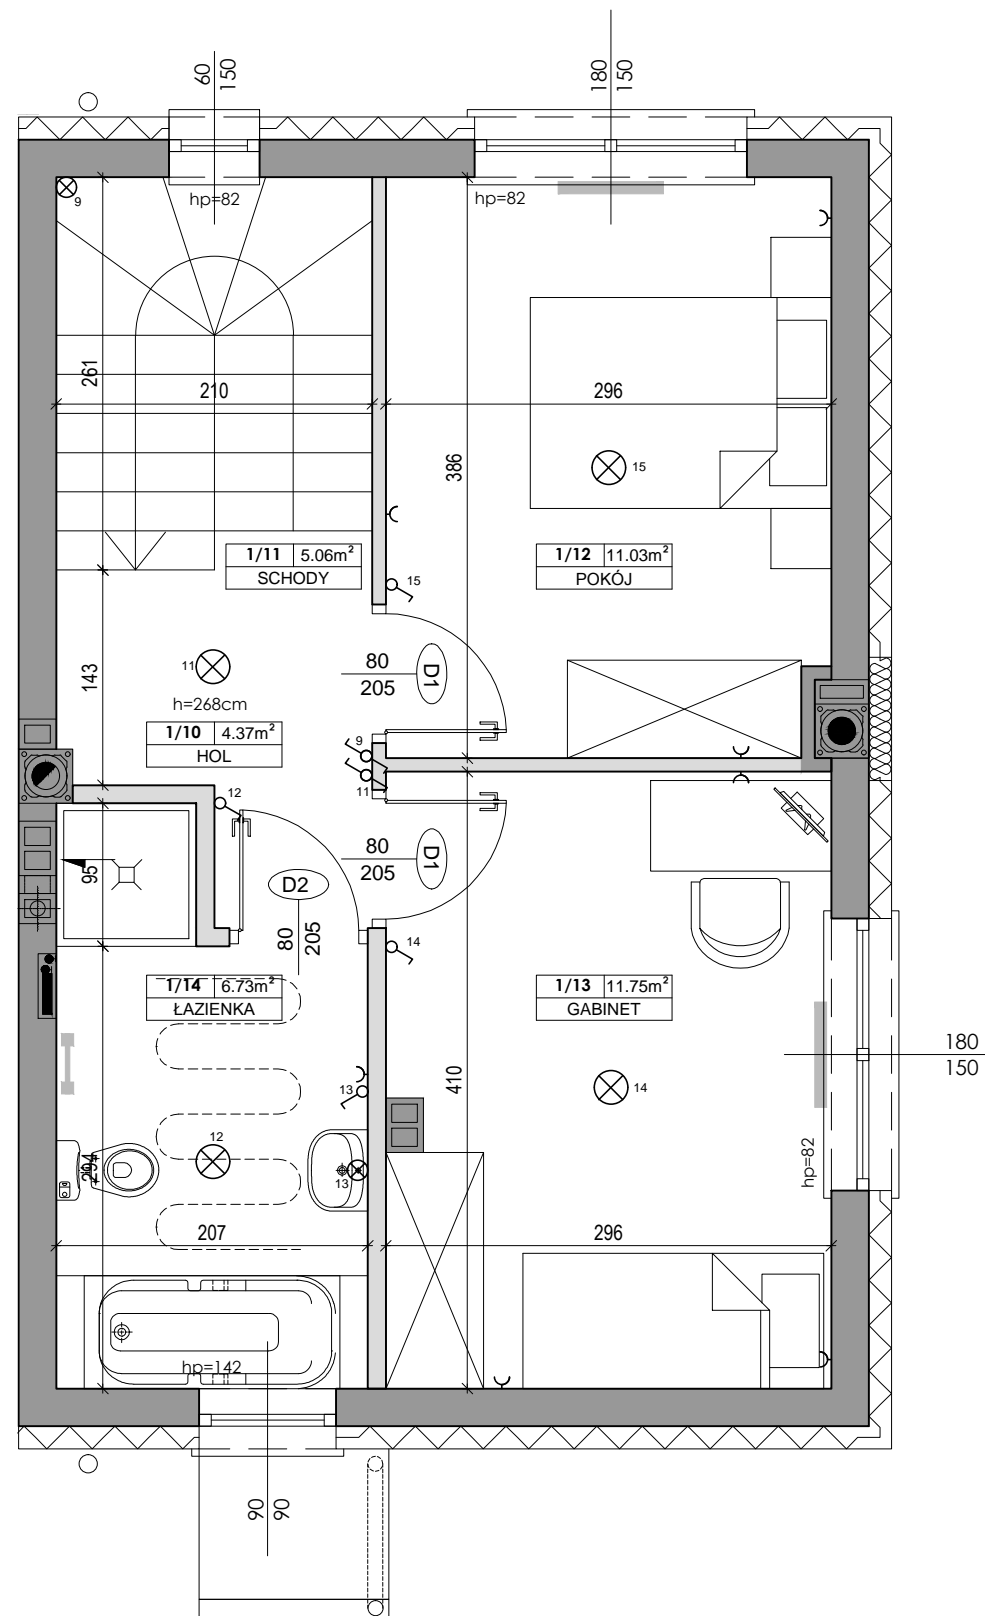 60
150
180
150
9
hp=82
hp=82
261
210
296
386
15
1/11 5.06m²
SCHODY
1/12 11.03m²
POKÓJ
15
11
80
205
D1
143
h=268cm
1/10 4.37m²
HOL
9
11
12
80
205
D1
95
D2
80
205
14
1/14 6.73m²
ŁAZIENKA
1/13 11.75m²
GABINET
180
150
410
13
14
12
294
13
hp=82
207
296
hp=142
90
90